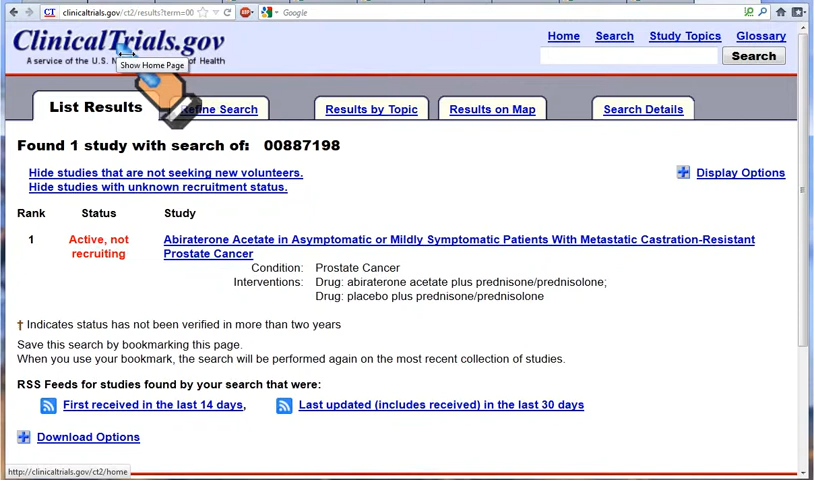 clinicaltrials.gov/ct2/results?term=00
Google
ClinicalTrials.gov
A service of the U.S. N of Health
Show Home Page
Home Search Study Topics Glossary
Search
List Results
efine Search
Results by Topic
Results on Map
Search Details
Found 1 study with search of: 00887198
Hide studies that are not seeking new volunteers.
Hide studies with unknown recruitment status.
Display Options
Rank Status Study
1 Active, not recruiting
Abiraterone Acetate in Asymptomatic or Mildly Symptomatic Patients With Metastatic Castration-Resistant
Prostate Cancer
Condition: Prostate Cancer
Interventions: Drug: abiraterone acetate plus prednisone/prednisolone;
Drug: placebo plus prednisone/prednisolone
† Indicates status has not been verified in more than two years
Save this search by bookmarking this page.
When you use your bookmark, the search will be performed again on the most recent collection of studies.
RSS Feeds for studies found by your search that were:
First received in the last 14 days, Last updated (includes received) in the last 30 days
Download Options
http://clinicaltrials.gov/ct2/home